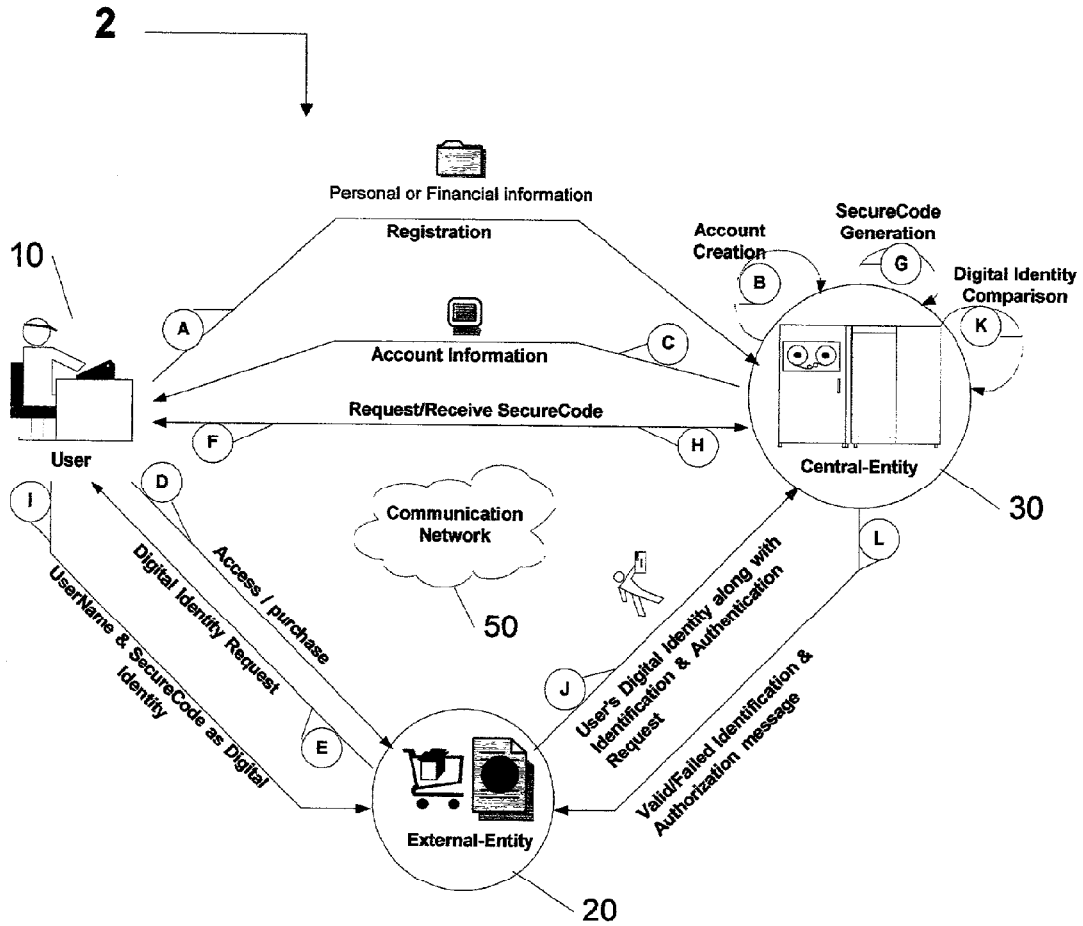 2
Personal or Financial information
Registration
Account
Creation
B
SecureCode
Generation
G
Digital Identity
Comparison
K
10
A
Account Information
C
Request/Receive SecureCode
F
H
User
Central-Entity
30
I
D
Communication
Network
50
L
Access / purchase
Digital Identity Request
UserName & SecureCode as Digital
Identity
E
J
User's Digital Identity along with
Identification & Authentication
Request
Valid/Failed Identification &
Authorization message
External-Entity
20